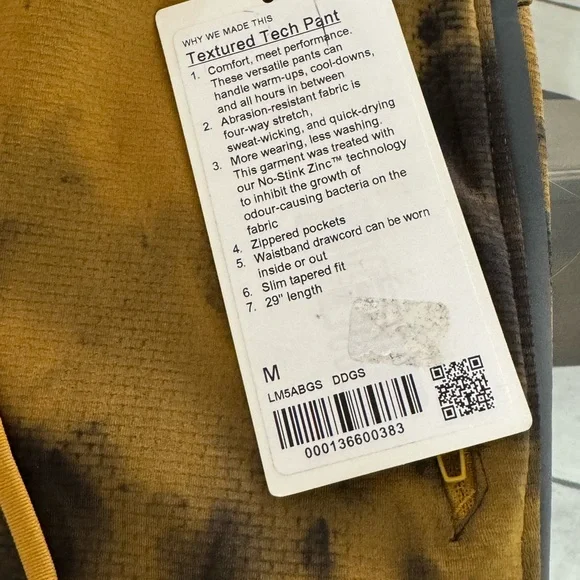 WHY WE MADE THIS
Textured Tech Pant
1. Comfort, meet performance.
These versatile pants can
handle warm-ups, cool-downs,
and all hours in between
2. Abrasion-resistant fabric is
four-way stretch,
sweat-wicking, and quick-drying
3. More wearing, less washing.
This garment was treated with
our No-Stink Zinc™ technology
to inhibit the growth of
odour-causing bacteria on the
fabric
4. Zippered pockets
5. Waistband drawcord can be worn
inside or out
6. Slim tapered fit
7. 29" length
M
LM5ABGS DDGS
000136600383